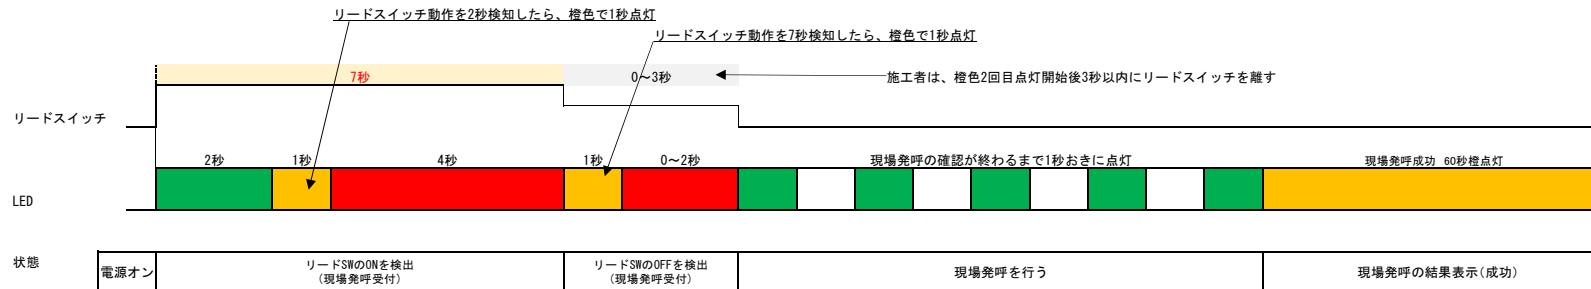 リードスイッチ動作を2秒検知したら、橙色で1秒点灯
リードスイッチ動作を7秒検知したら、橙色で1秒点灯
7秒
0～3秒
施工者は、橙色2回目点灯開始後3秒以内にリードスイッチを離す
リードスイッチ
2秒
1秒
4秒
1秒
0～2秒
現場発呼の確認が終わるまで1秒おきに点灯
現場発呼成功 60秒橙点灯
LED
状態
電源オン
リードSWのONを検出
(現場発呼受付)
リードSWのOFFを検出
(現場発呼受付)
現場発呼を行う
現場発呼の結果表示(成功)